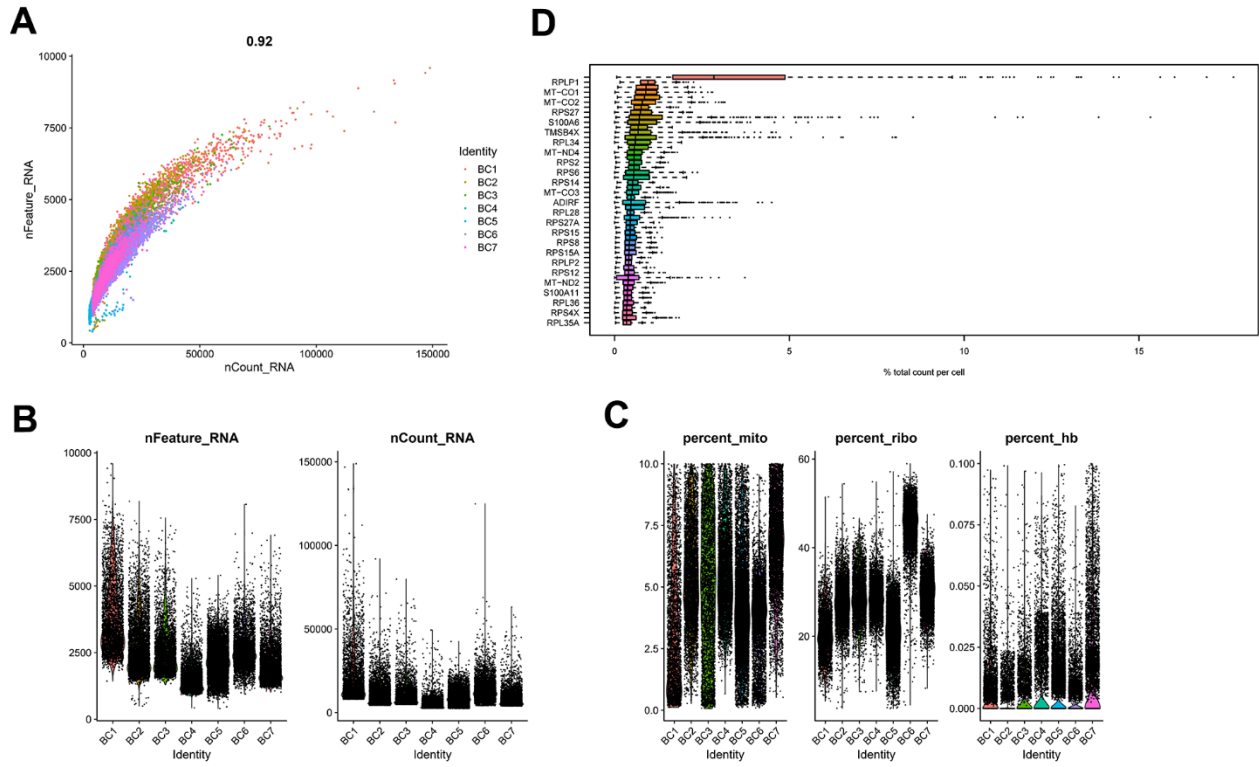 A
0.92
10000
7500
5000
2500
0
nFeature_RNA
0
50000
100000
150000
nCount_RNA
Identity
BC1
BC2
BC3
BC4
BC5
BC6
BC7
D
RPLP1
MT-CO1
MT-CO2
RPS27
S100A6
TMSB4X
RPL34
MT-ND4
RPS2
RPS6
RPS14
MT-CO3
ADIRF
RPL28
RPS27A
RPS15
RPS8
RPS15A
RPLP2
RPS12
MT-ND2
S100A11
RPL36
RPS4X
RPL35A
0
5
10
15
% total count per cell
B
nFeature_RNA
10000
7500
5000
2500
0
BC1
BC2
BC3
BC4
BC5
BC6
BC7
Identity
nCount_RNA
150000
100000
50000
0
BC1
BC2
BC3
BC4
BC5
BC6
BC7
Identity
C
percent_mito
10.0
7.5
5.0
2.5
0.0
BC1
BC2
BC3
BC4
BC5
BC6
BC7
Identity
percent_ribo
60
40
20
BC1
BC2
BC3
BC4
BC5
BC6
BC7
Identity
percent_hb
0.100
0.075
0.050
0.025
0.000
BC1
BC2
BC3
BC4
BC5
BC6
BC7
Identity